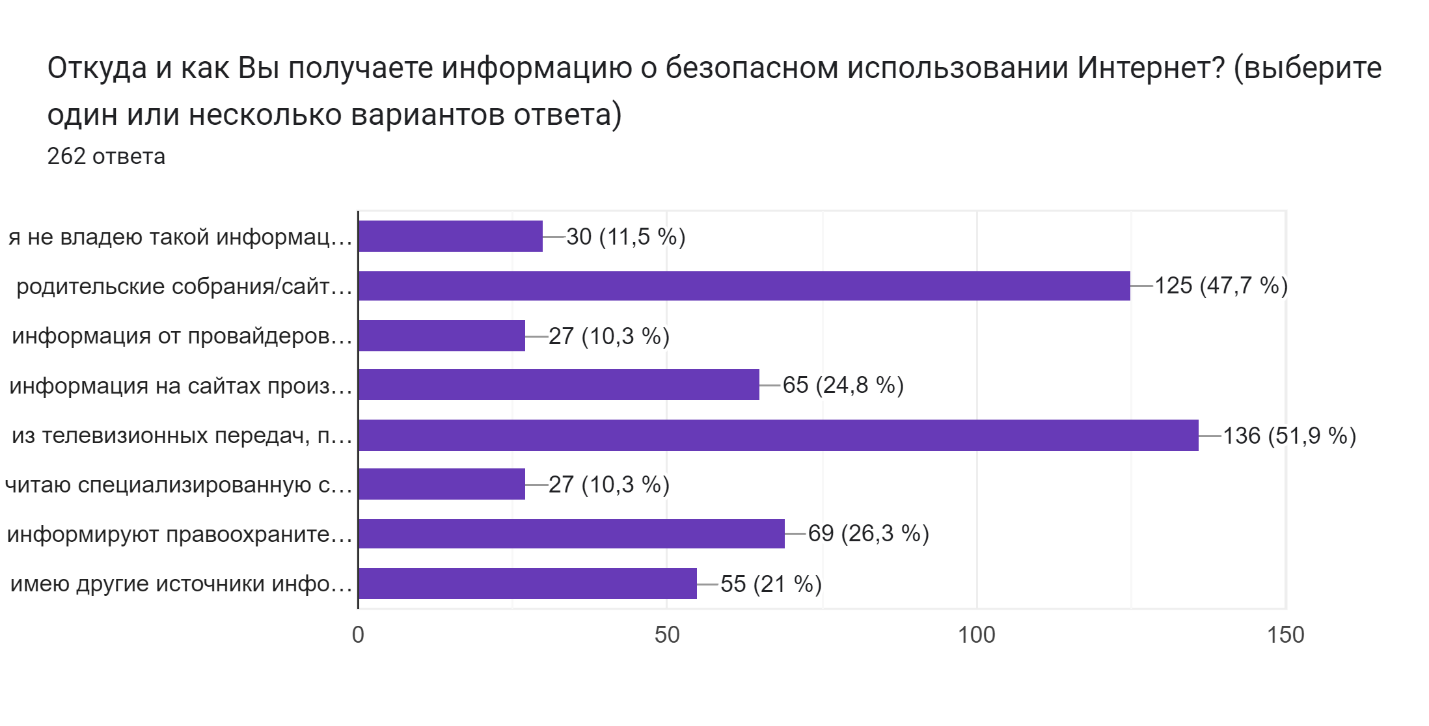 Откуда и как Вы получаете информацию о безопасном использовании Интернет? (выберите
один или несколько вариантов ответа)
262 ответа
я не владею такой информац… 30 (11,5 %)
родительские собрания/сайт… 125 (47,7 %)
информация от провайдеров… 27 (10,3 %)
информация на сайтах произ… 65 (24,8 %)
из телевизионных передач, п… 136 (51,9 %)
читаю специализированную с… 27 (10,3 %)
информируют правоохраните… 69 (26,3 %)
имею другие источники инфо… 55 (21 %)
0 50 100 150